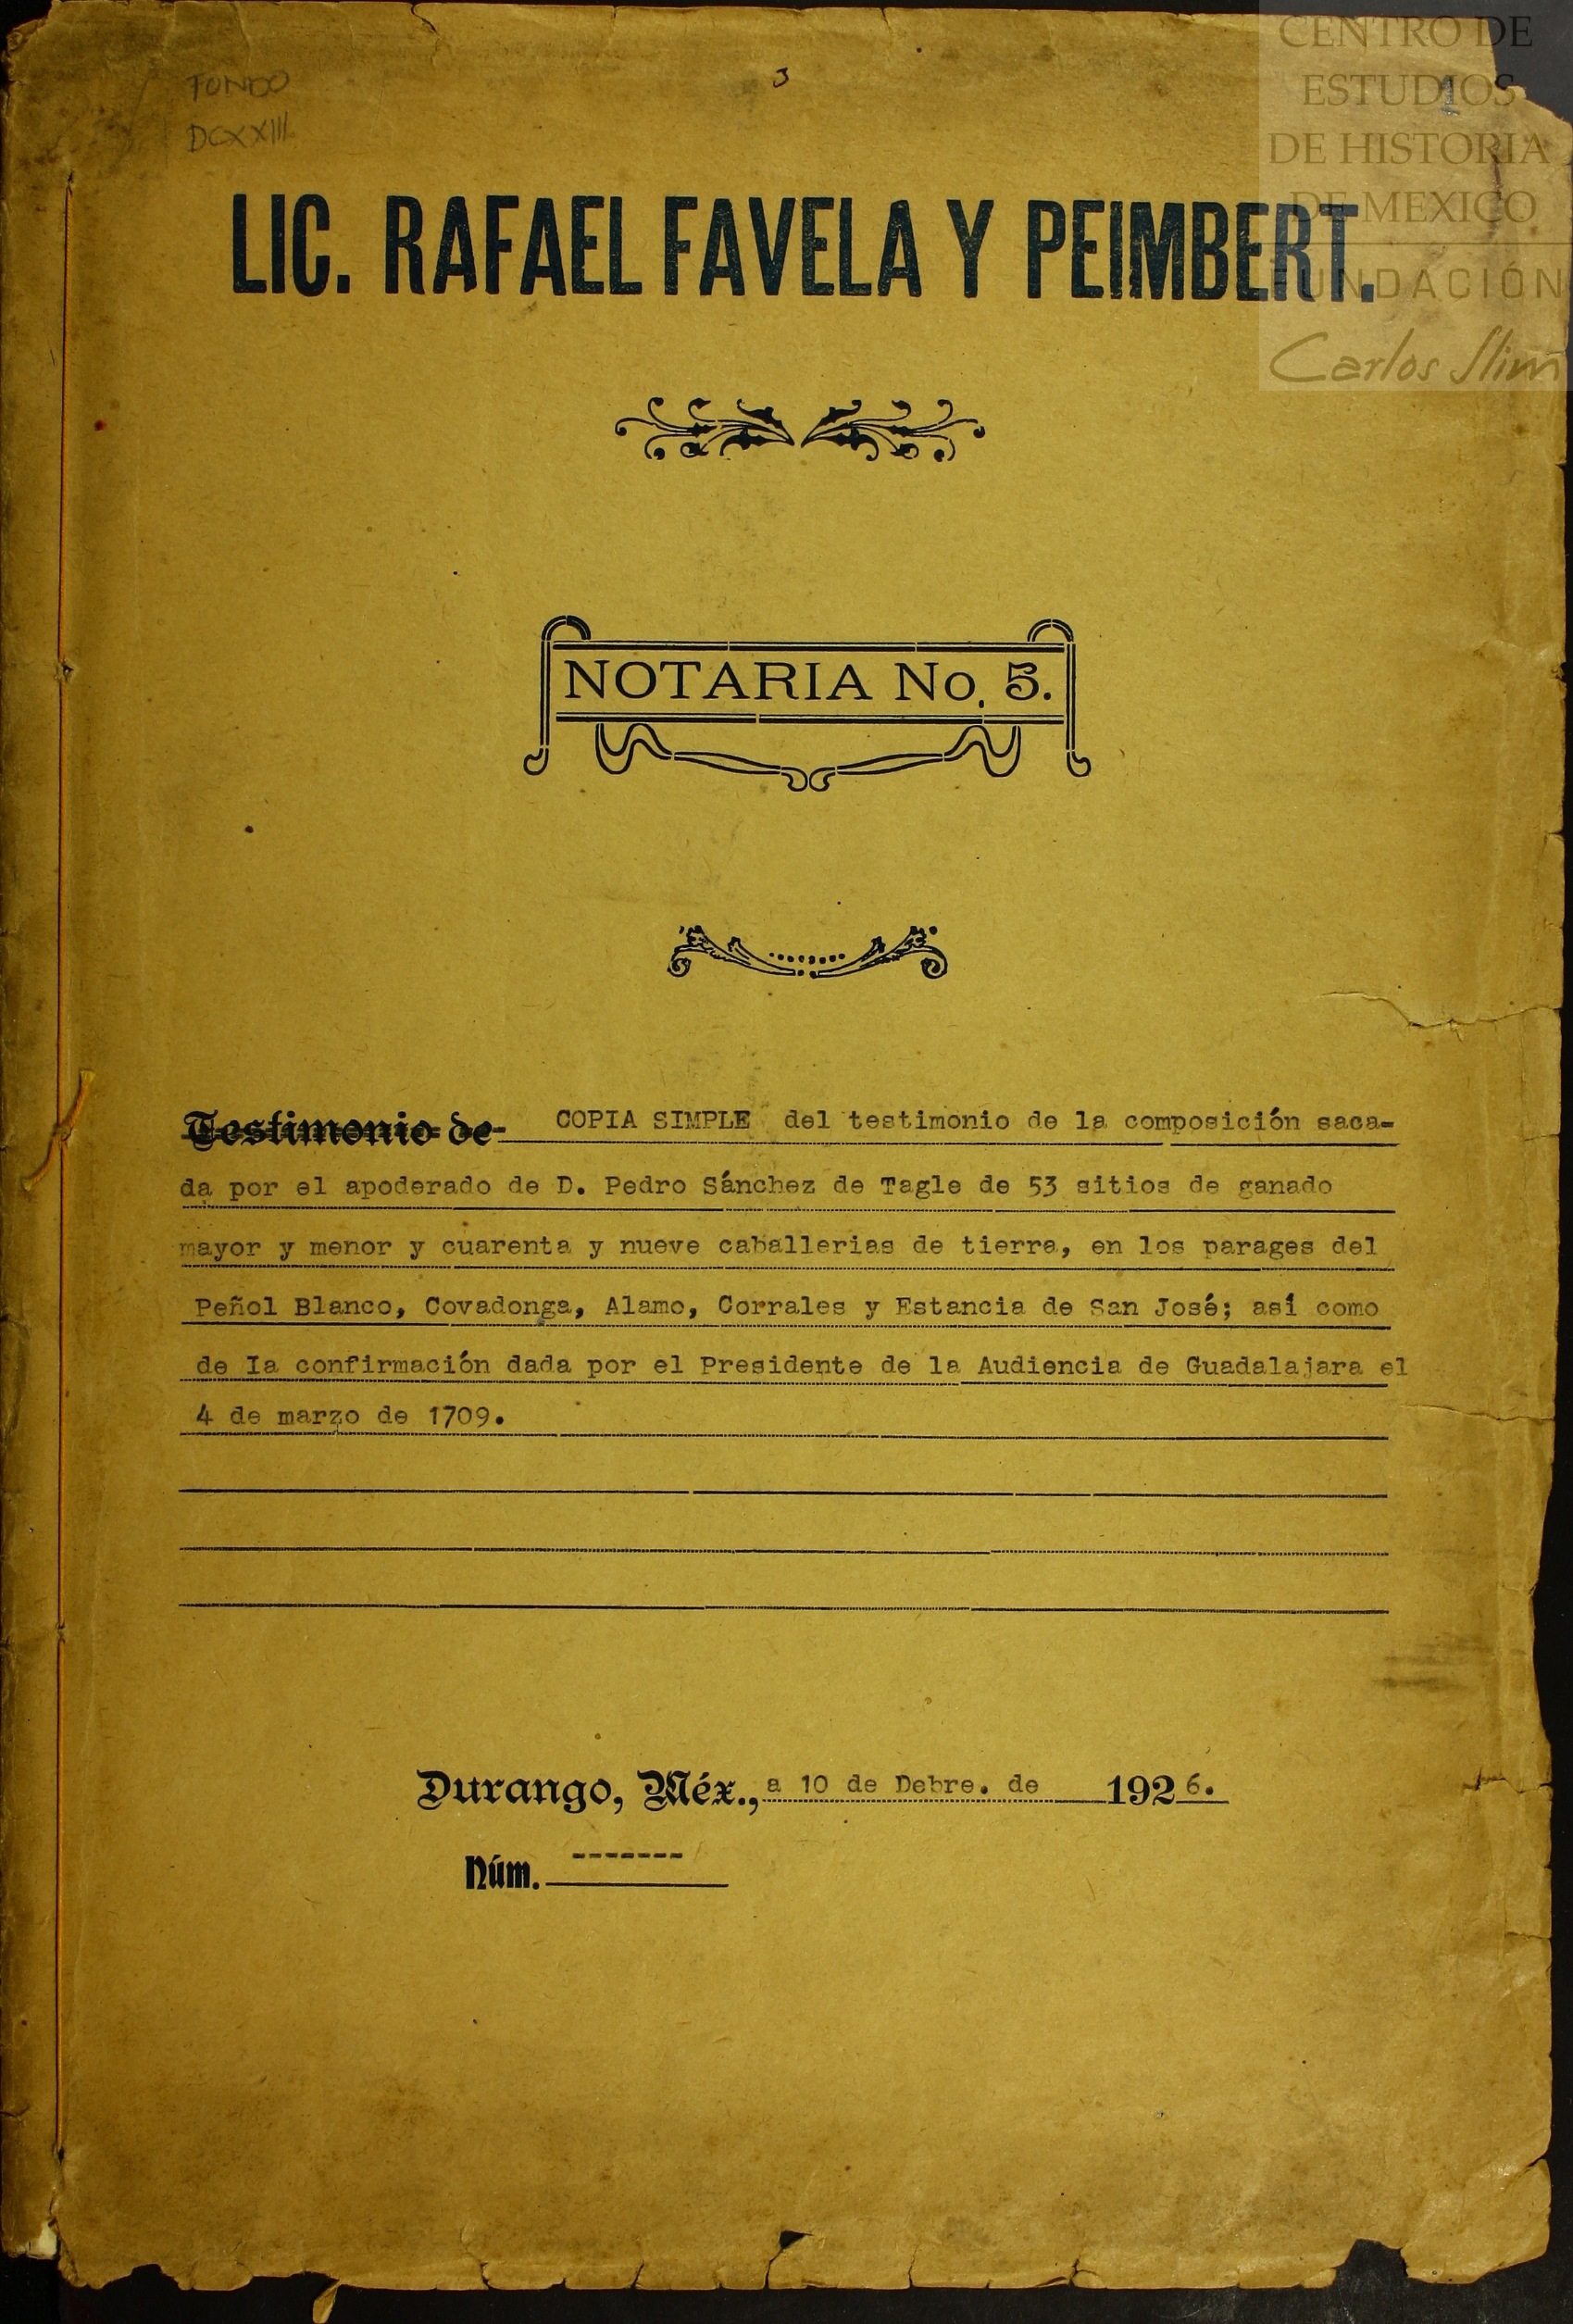 FONDO
DCXXIII
3
1
CENTRO DE
ESTUDIOS
DE HISTORIA
DE MEXICO
FUNDACIÓN
Carlos Slim
LIC. RAFAEL FAVELA Y PEIMBERT.
NOTARIA No. 5.
Testimonio de COPIA SIMPLE del testimonio de la composición saca-
da por el apoderado de D. Pedro Sánchez de Tagle de 53 sitios de ganado
mayor y menor y cuarenta y nueve caballerias de tierra, en los parages del
Peñol Blanco, Covadonga, Alamo, Corrales y Estancia de San José; así como
de Ia confirmación dada por el Presidente de la Audiencia de Guadalajara el
4 de marzo de 1709.
Durango, Méx., a 10 de Debre. de 1926.
Núm. -------